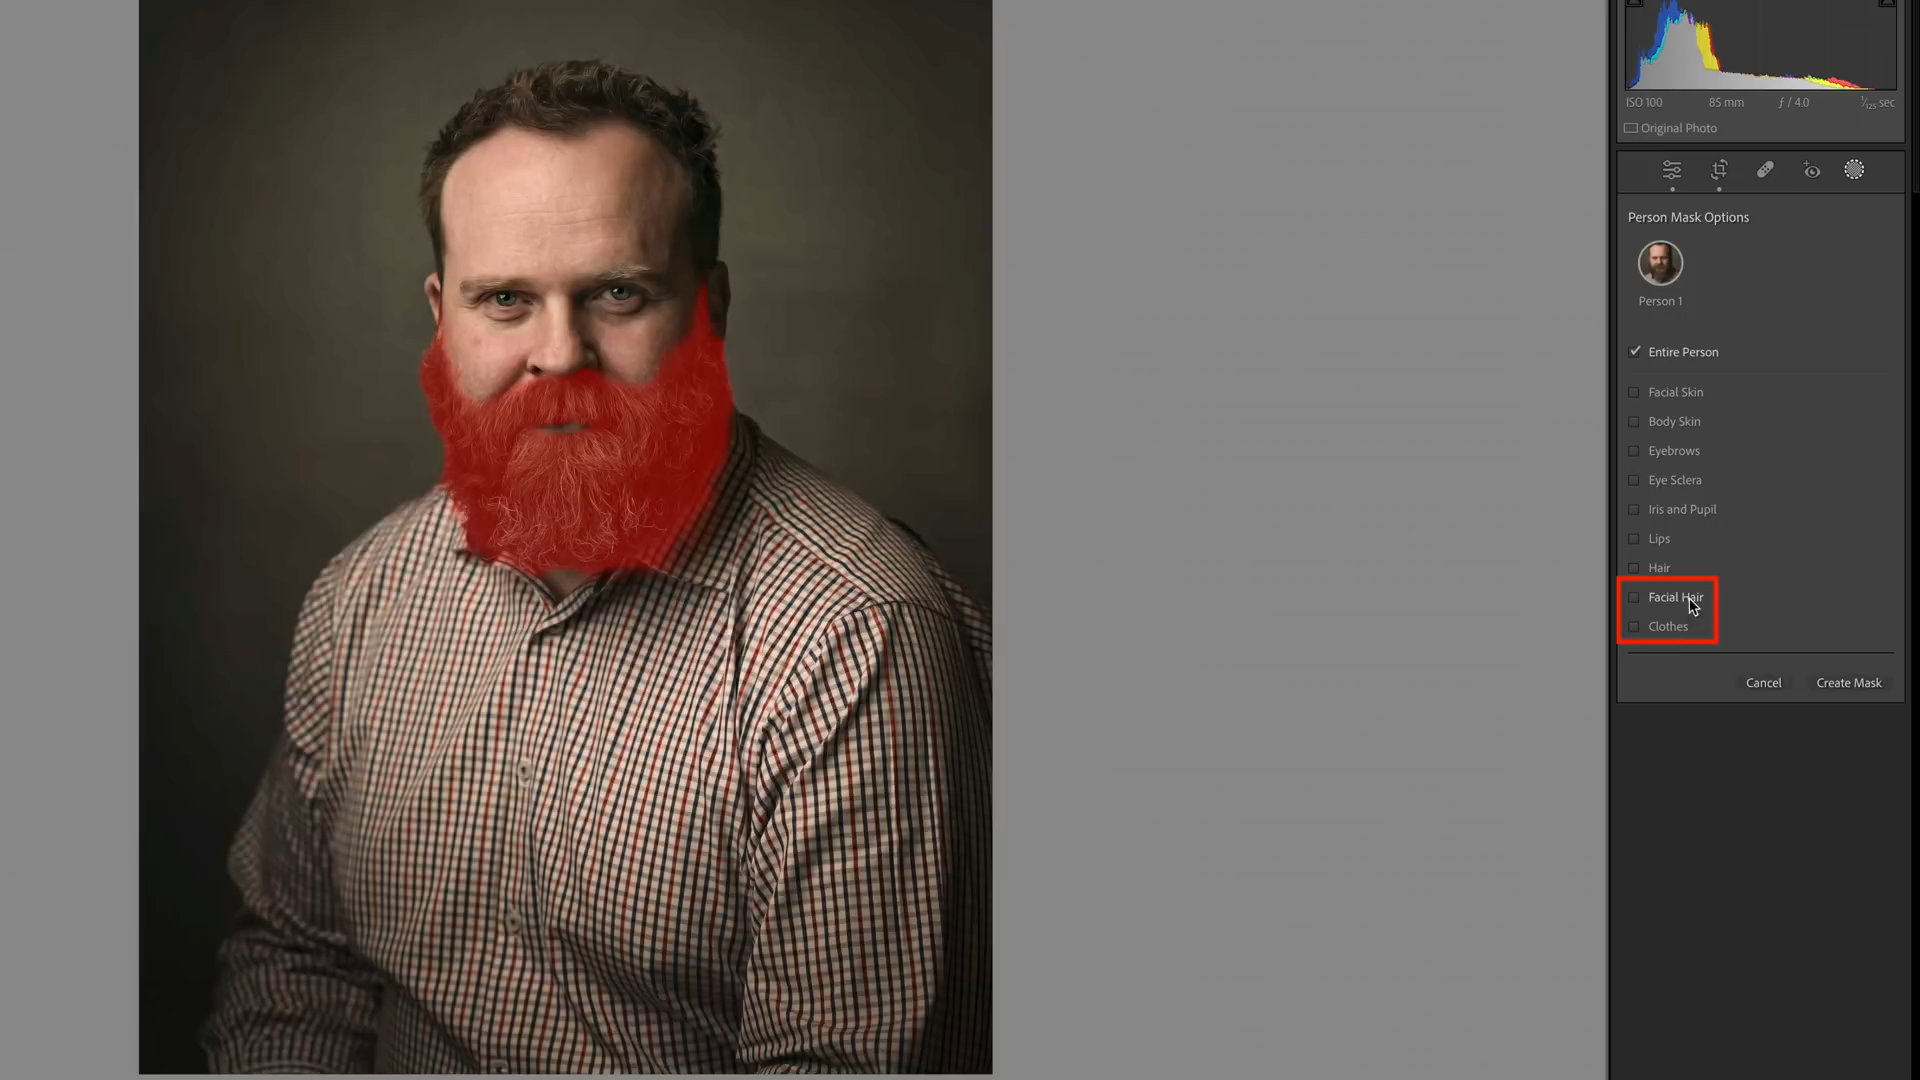 ISO 100 85 mm ƒ / 4.0 1/125 sec
Original Photo
Person Mask Options
Person 1
Entire Person
Facial Skin
Body Skin
Eyebrows
Eye Sclera
Iris and Pupil
Lips
Hair
Facial Hair
Clothes
Cancel Create Mask